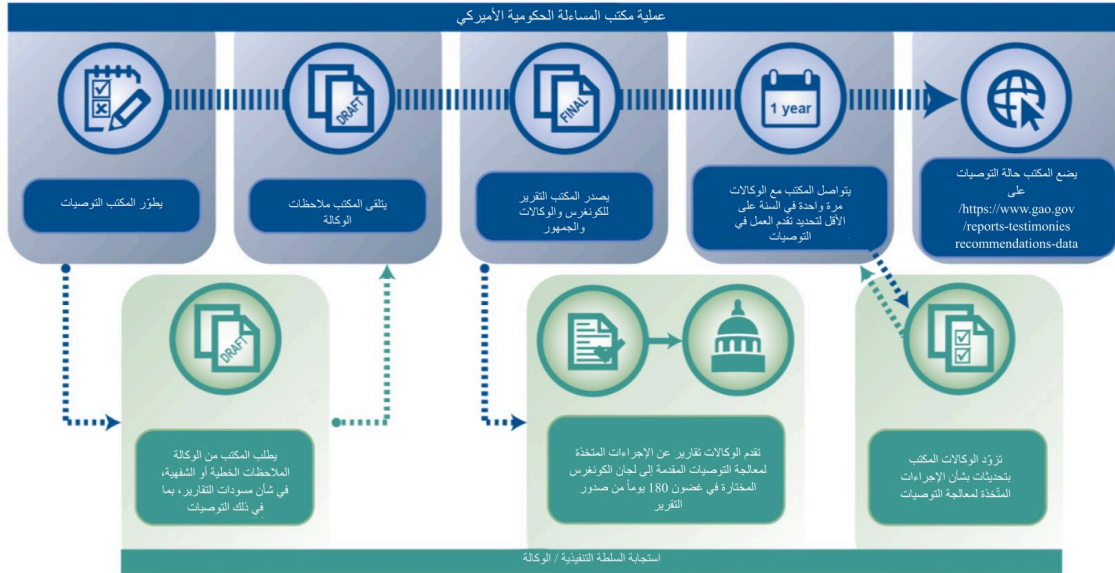 عملية مكتب المساءلة الحكومية الأميركي
DRAFT
FINAL
1 year
يطوّر المكتب التوصيات
يتلقى المكتب ملاحظات
الوكالة
يصدر المكتب التقرير
للكونغرس والوكالات
والجمهور
يتواصل المكتب مع الوكالات
مرة واحدة في السنة على
الأقل لتحديد تقدم العمل في
التوصيات
يضع المكتب حالة التوصيات
على
/https://www.gao.gov
/reports-testimonies
recommendations-data
DRAFT
يطلب المكتب من الوكالة
الملاحظات الخطية أو الشفهية،
في شأن مسودات التقارير، بما
في ذلك التوصيات
تقدم الوكالات تقارير عن الإجراءات المتخذة
لمعالجة التوصيات المقدمة إلى لجان الكونغرس
المختارة في غضون 180 يوماً من صدور
التقرير
تزوّد الوكالات المكتب
بتحديثات بشأن الإجراءات
المتّخذة لمعالجة التوصيات
استجابة السلطة التنفيذية / الوكالة